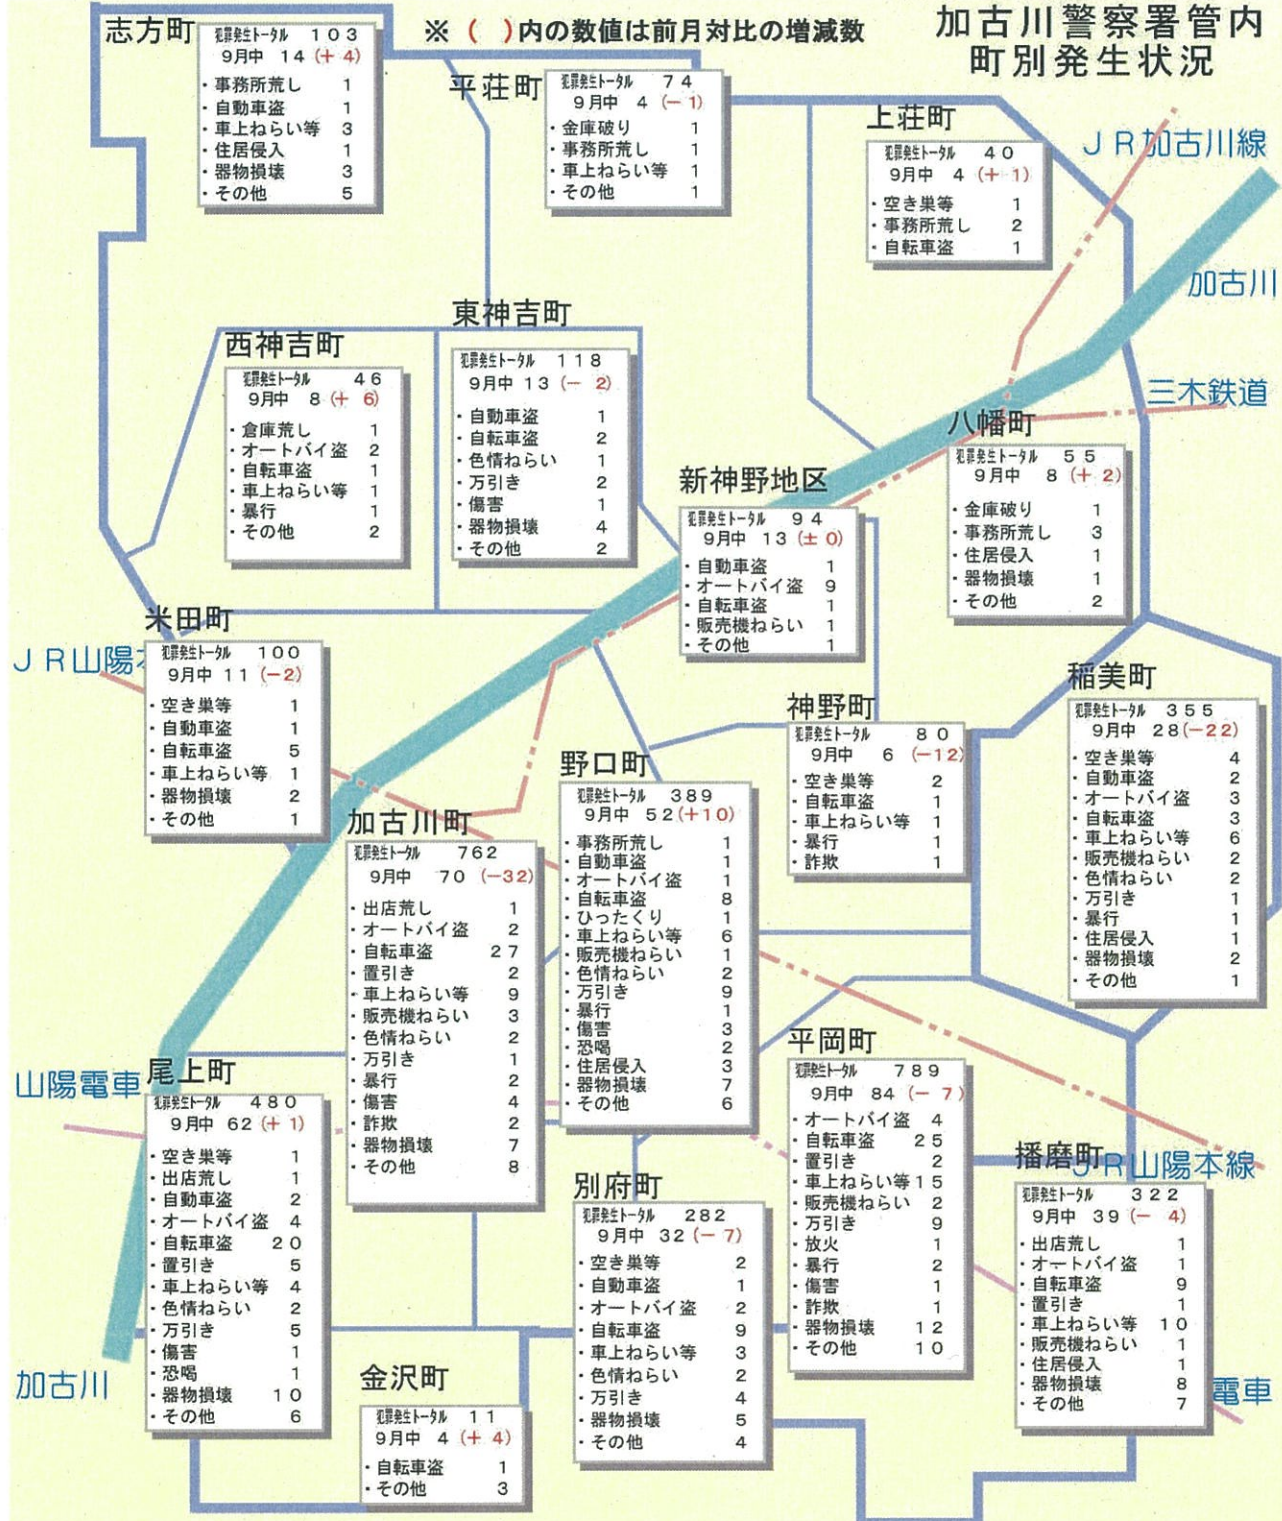 加古川警察署管内
町別発生状況
※ ( )内の数値は前月対比の増減数
志方町
犯罪発生トータル 103
9月中 14 (+ 4)
・事務所荒し 1
・自動車盗 1
・車上ねらい等 3
・住居侵入 1
・器物損壊 3
・その他 5
平荘町
犯罪発生トータル 74
9月中 4 (- 1)
・金庫破り 1
・事務所荒し 1
・車上ねらい等 1
・その他 1
上荘町
犯罪発生トータル 40
9月中 4 (+ 1)
・空き巣等 1
・事務所荒し 2
・自転車盗 1
JR加古川線
加古川
三木鉄道
西神吉町
犯罪発生トータル 46
9月中 8 (+ 6)
・倉庫荒し 1
・オートバイ盗 2
・自転車盗 1
・車上ねらい等 1
・暴行 1
・その他 2
東神吉町
犯罪発生トータル 118
9月中 13 (- 2)
・自動車盗 1
・自転車盗 2
・色情ねらい 1
・万引き 2
・傷害 1
・器物損壊 4
・その他 2
新神野地区
犯罪発生トータル 94
9月中 13 (± 0)
・自動車盗 1
・オートバイ盗 9
・自転車盗 1
・販売機ねらい 1
・その他 1
八幡町
犯罪発生トータル 55
9月中 8 (+ 2)
・金庫破り 1
・事務所荒し 3
・住居侵入 1
・器物損壊 1
・その他 2
JR山陽本
米田町
犯罪発生トータル 100
9月中 11 (-2)
・空き巣等 1
・自動車盗 1
・自転車盗 5
・車上ねらい等 1
・器物損壊 2
・その他 1
加古川町
犯罪発生トータル 762
9月中 70 (-32)
・出店荒し 1
・オートバイ盗 2
・自転車盗 27
・置引き 2
・車上ねらい等 9
・販売機ねらい 3
・色情ねらい 2
・万引き 1
・暴行 2
・傷害 4
・詐欺 2
・器物損壊 7
・その他 8
野口町
犯罪発生トータル 389
9月中 52 (+10)
・事務所荒し 1
・自動車盗 1
・オートバイ盗 1
・自転車盗 8
・ひったくり 1
・車上ねらい等 6
・販売機ねらい 1
・色情ねらい 2
・万引き 9
・暴行 1
・傷害 3
・恐喝 2
・住居侵入 3
・器物損壊 7
・その他 6
神野町
犯罪発生トータル 80
9月中 6 (-12)
・空き巣等 2
・自転車盗 1
・車上ねらい等 1
・暴行 1
・詐欺 1
稲美町
犯罪発生トータル 355
9月中 28(-22)
・空き巣等 4
・自動車盗 2
・オートバイ盗 3
・自転車盗 3
・車上ねらい等 6
・販売機ねらい 2
・色情ねらい 2
・万引き 1
・暴行 1
・住居侵入 1
・器物損壊 2
・その他 1
山陽電車
尾上町
犯罪発生トータル 480
9月中 62 (+ 1)
・空き巣等 1
・出店荒し 1
・自動車盗 2
・オートバイ盗 4
・自転車盗 20
・置引き 5
・車上ねらい等 4
・色情ねらい 2
・万引き 5
・傷害 1
・恐喝 1
・器物損壊 10
・その他 6
加古川
金沢町
犯罪発生トータル 11
9月中 4 (+ 4)
・自転車盗 1
・その他 3
別府町
犯罪発生トータル 282
9月中 32 (- 7)
・空き巣等 2
・自動車盗 1
・オートバイ盗 2
・自転車盗 9
・車上ねらい等 3
・色情ねらい 2
・万引き 4
・器物損壊 5
・その他 4
平岡町
犯罪発生トータル 789
9月中 84 (- 7)
・オートバイ盗 4
・自転車盗 25
・置引き 2
・車上ねらい等 15
・販売機ねらい 2
・万引き 9
・放火 1
・暴行 2
・傷害 1
・詐欺 1
・器物損壊 12
・その他 10
播磨町
JR山陽本線
犯罪発生トータル 322
9月中 39 (- 4)
・出店荒し 1
・オートバイ盗 1
・自転車盗 9
・置引き 1
・車上ねらい等 10
・販売機ねらい 1
・住居侵入 1
・器物損壊 8
・その他 7
電車